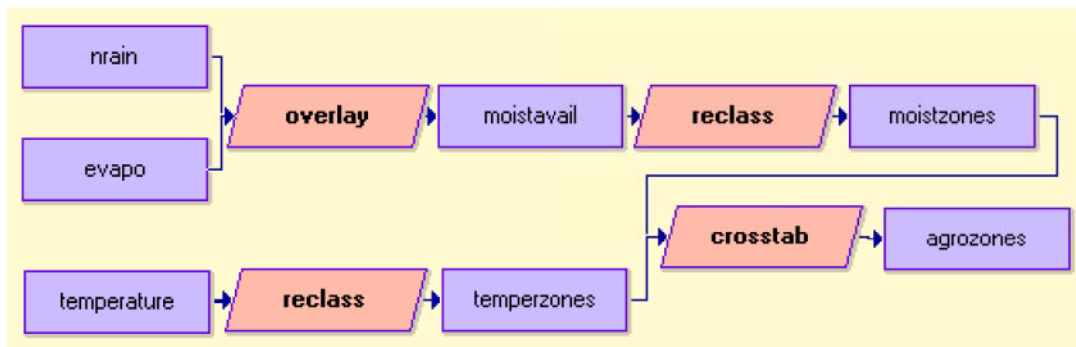 nrain
overlay
moistavail
reclass
moistzones
evapo
crosstab
agrozones
temperature
reclass
temperzones